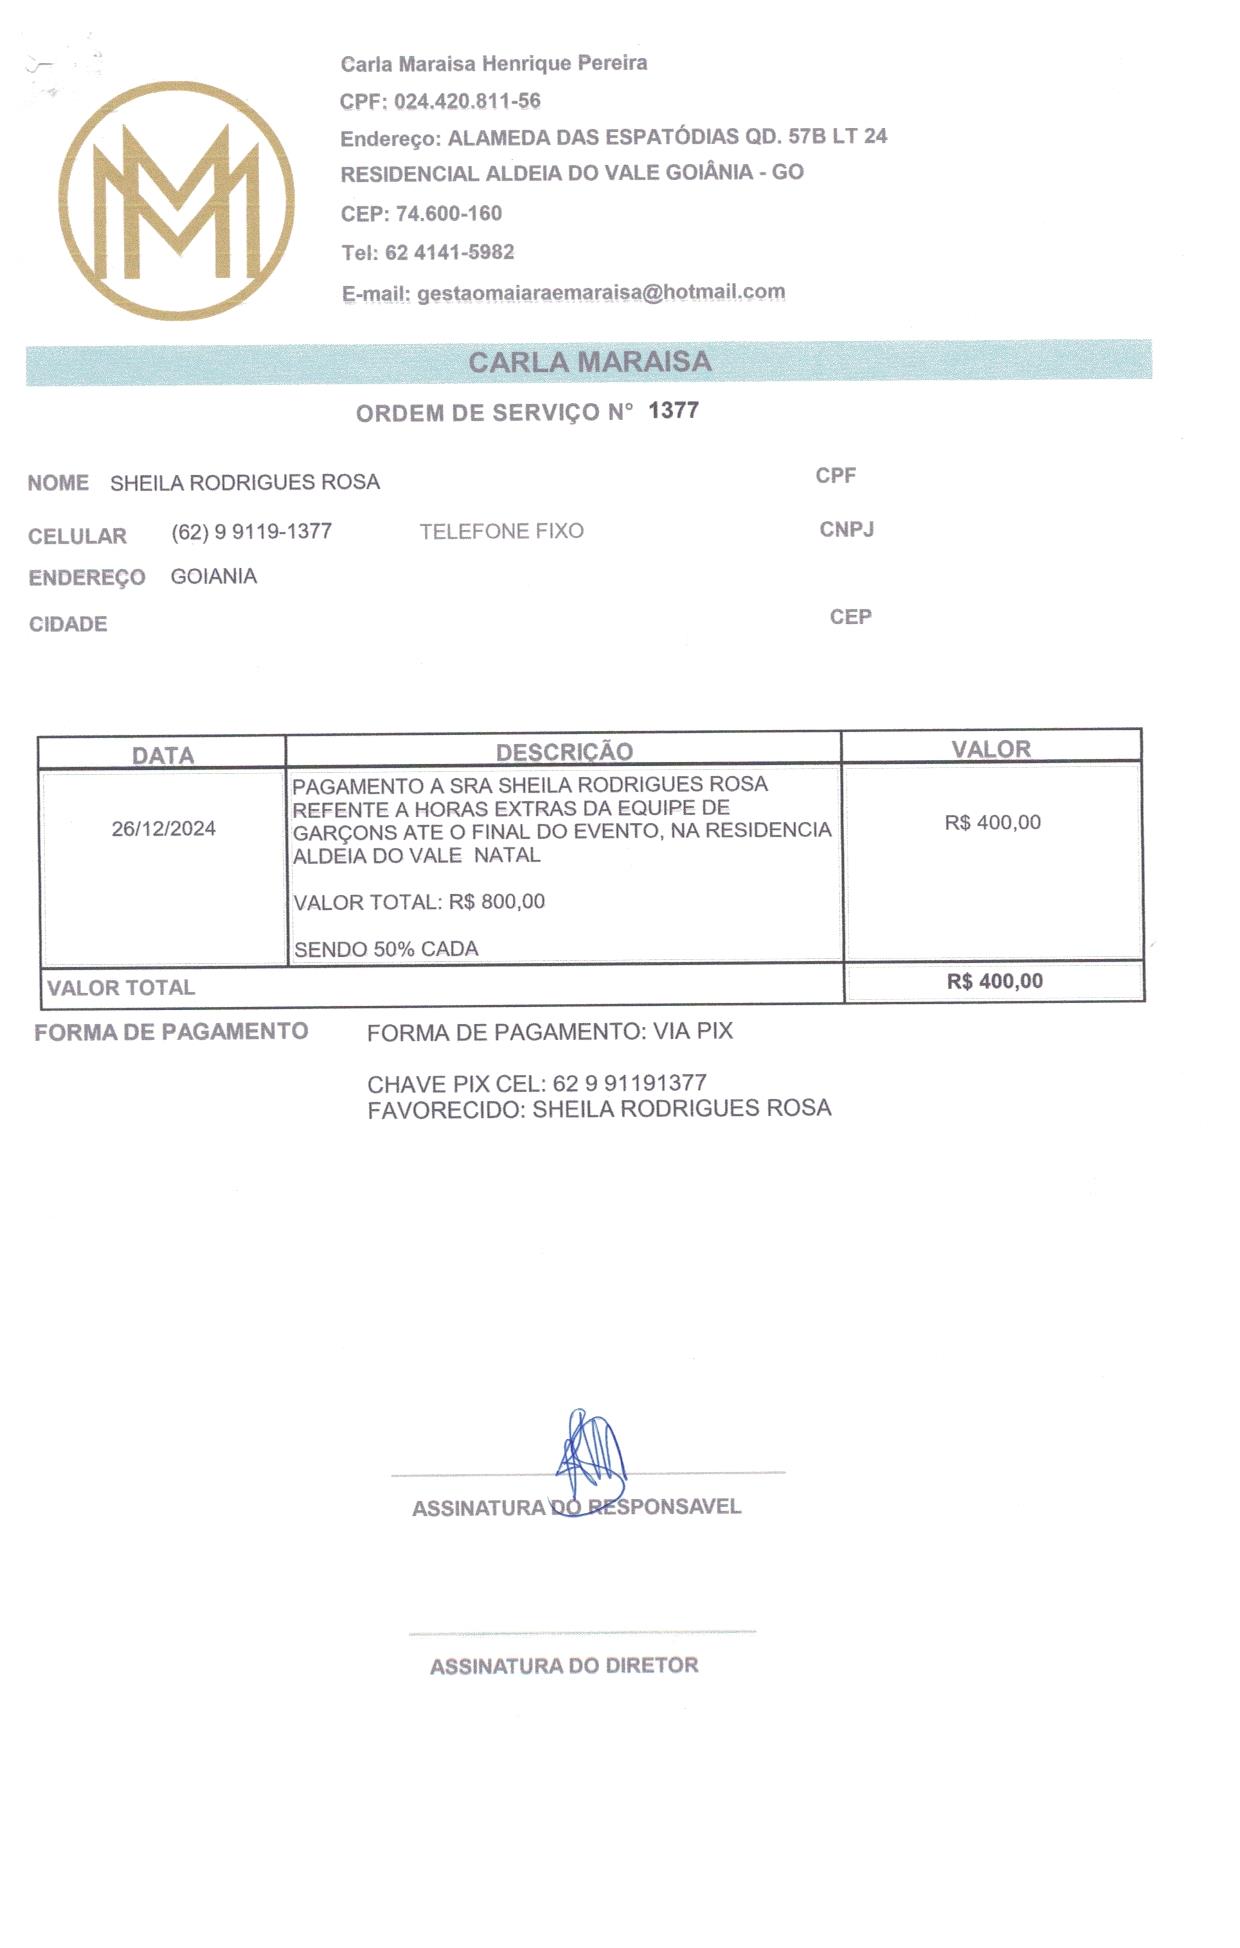 Carla Maraisa Henrique Pereira
CPF: 024.420.811-56
Endereço: ALAMEDA DAS ESPATÓDIAS QD. 57B LT 24
RESIDENCIAL ALDEIA DO VALE GOIÂNIA - GO
CEP: 74.600-160
Tel: 62 4141-5982
E-mail: gestaomaiaraemaraisa@hotmail.com
MM
CARLA MARAISA
ORDEM DE SERVIÇO N° 1377
NOME SHEILA RODRIGUES ROSA CPF
CELULAR (62) 9 9119-1377 TELEFONE FIXO CNPJ
ENDEREÇO GOIANIA
CIDADE CEP
DATA DESCRIÇÃO VALOR
PAGAMENTO A SRA SHEILA RODRIGUES ROSA
REFENTE A HORAS EXTRAS DA EQUIPE DE
26/12/2024 GARÇONS ATE O FINAL DO EVENTO, NA RESIDENCIA R$ 400,00
ALDEIA DO VALE NATAL
VALOR TOTAL: R$ 800,00
SENDO 50% CADA
VALOR TOTAL R$ 400,00
FORMA DE PAGAMENTO FORMA DE PAGAMENTO: VIA PIX
CHAVE PIX CEL: 62 9 91191377
FAVORECIDO: SHEILA RODRIGUES ROSA
ASSINATURA DO RESPONSAVEL
ASSINATURA DO DIRETOR